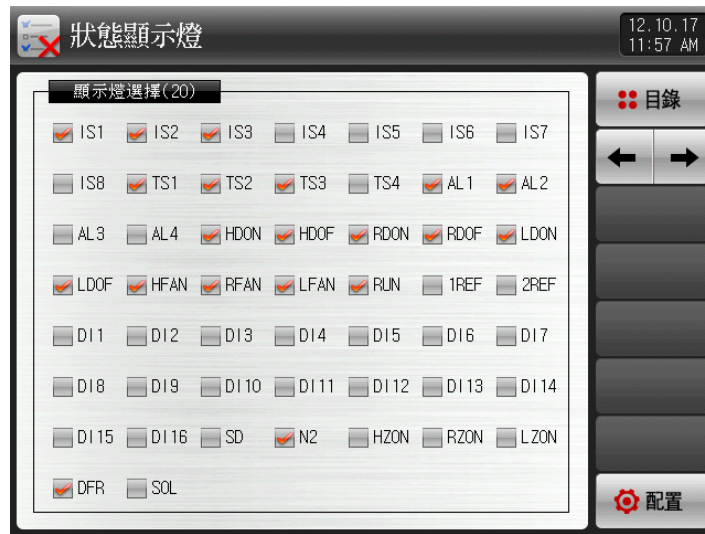 狀態顯示燈
12.10.17
11:57 AM
顯示燈選擇(20)
IS1 IS2 IS3 IS4 IS5 IS6 IS7
IS8 TS1 TS2 TS3 TS4 AL1 AL2
AL3 AL4 HDON HDOF RDON RDOF LDON
LDOF HFAN RFAN LFAN RUN 1REF 2REF
DI1 DI2 DI3 DI4 DI5 DI6 DI7
DI8 DI9 DI10 DI11 DI12 DI13 DI14
DI15 DI16 SD N2 HZON RZON LZON
DFR SOL
目錄
配置